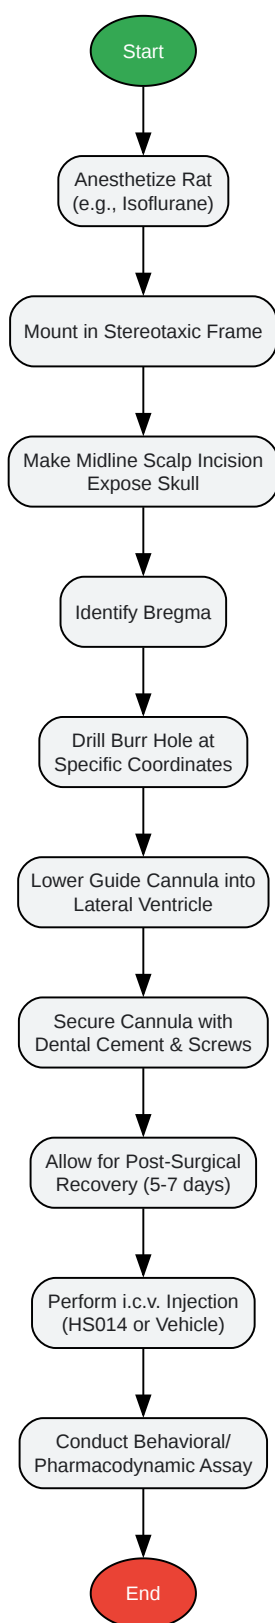 Start
Anesthetize Rat
(e.g., Isoflurane)
Mount in Stereotaxic Frame
Make Midline Scalp Incision
Expose Skull
Identify Bregma
Drill Burr Hole at
Specific Coordinates
Lower Guide Cannula into
Lateral Ventricle
Secure Cannula with
Dental Cement & Screws
Allow for Post-Surgical
Recovery (5-7 days)
Perform i.c.v. Injection
(HS014 or Vehicle)
Conduct Behavioral/
Pharmacodynamic Assay
End